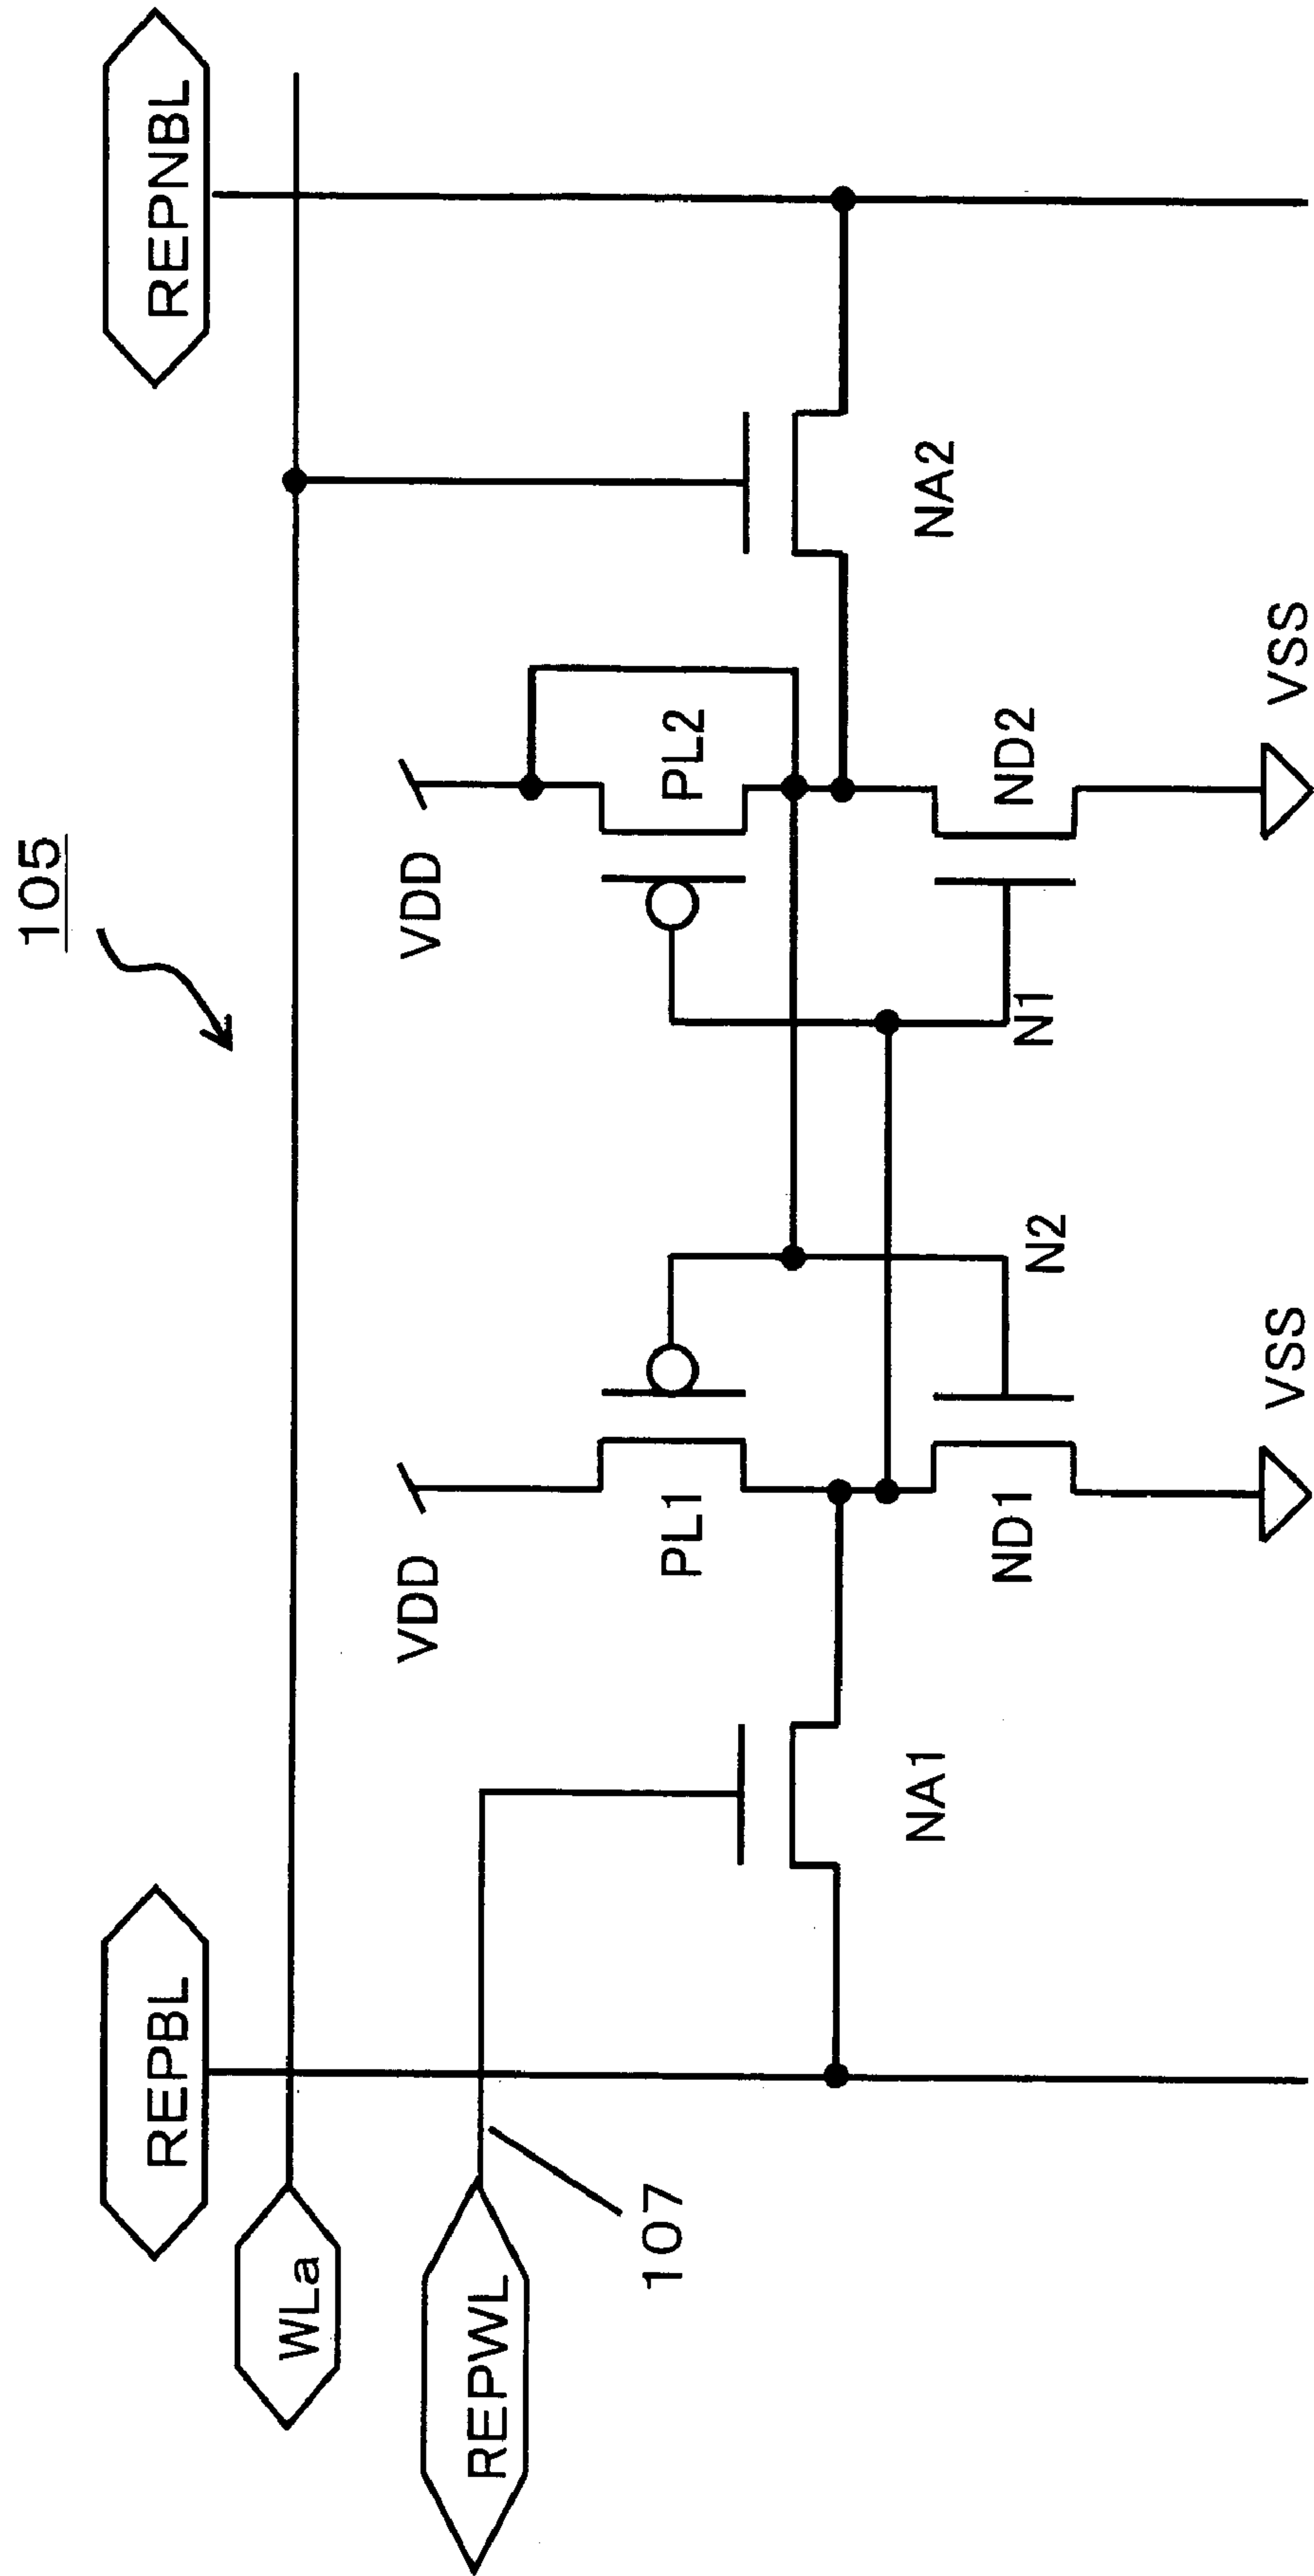 105
REPBL
REPNBL
WLa
VDD
VDD
REPWL
107
PL1
PL2
NA1
NA2
ND1
N2
N1
ND2
VSS
VSS